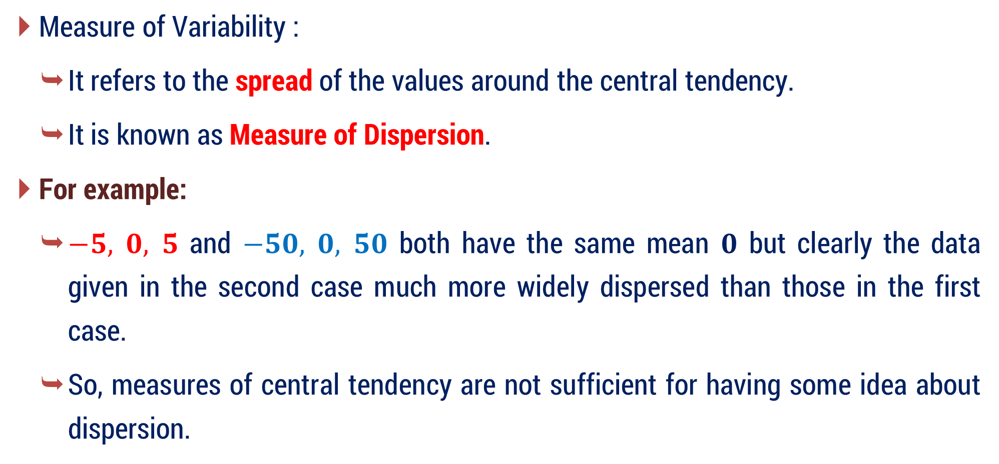 Measure of Variability :
It refers to the spread of the values around the central tendency.
It is known as Measure of Dispersion.
For example:
−5, 0, 5 and −50, 0, 50 both have the same mean 0 but clearly the data
given in the second case much more widely dispersed than those in the first
case.
So, measures of central tendency are not sufficient for having some idea about
dispersion.